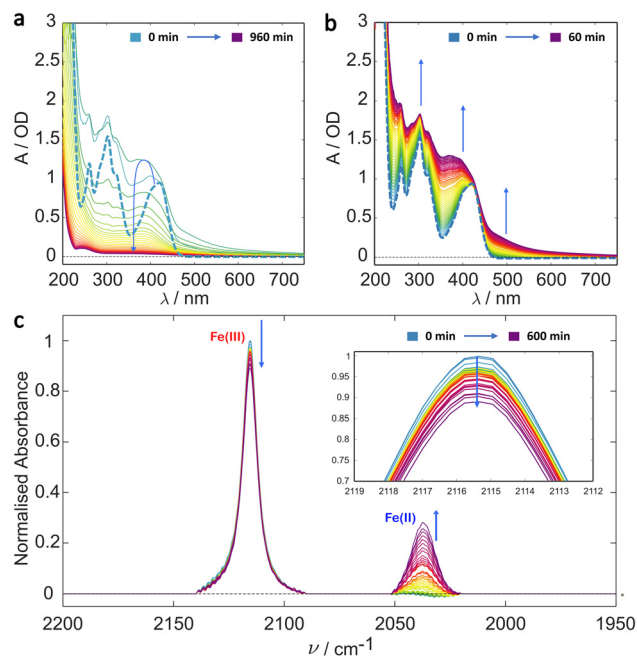 a
0 min
960 min
A / OD
3
2.5
2
1.5
1
0.5
0
200 300 400 500 600 700
λ / nm
b
0 min
60 min
A / OD
3
2.5
2
1.5
1
0.5
0
200 300 400 500 600 700
λ / nm
c
Fe(III)
0 min
600 min
1
0.95
0.9
0.85
0.8
0.75
0.7
2119 2118 2117 2116 2115 2114 2113 2112
Fe(II)
Normalised Absorbance
1
0.8
0.6
0.4
0.2
0
2200 2150 2100 2050 2000 1950
ν / cm-1